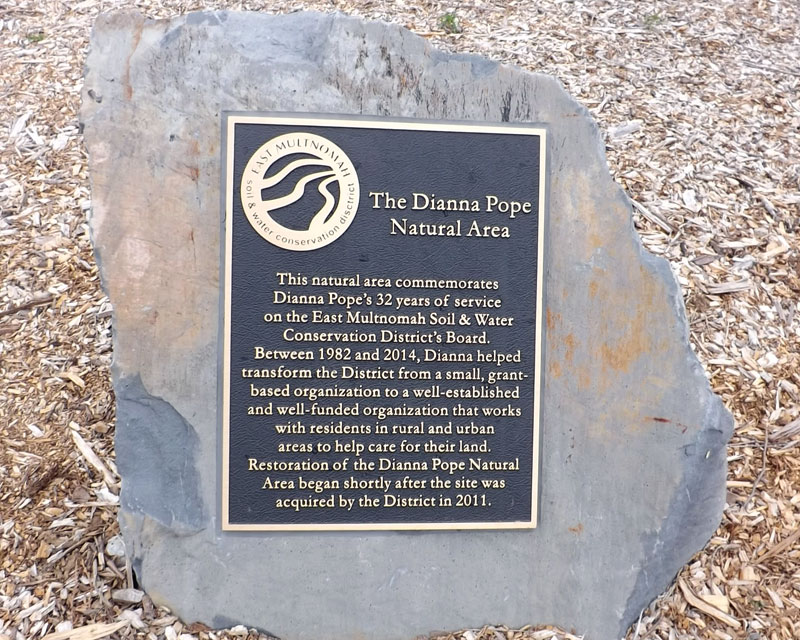 EAST MULTNOMAH
soil & water conservation district
The Dianna Pope
Natural Area
This natural area commemorates
Dianna Pope's 32 years of service
on the East Multnomah Soil & Water
Conservation District's Board.
Between 1982 and 2014, Dianna helped
transform the District from a small, grant-
based organization to a well-established
and well-funded organization that works
with residents in rural and urban
areas to help care for their land.
Restoration of the Dianna Pope Natural
Area began shortly after the site was
acquired by the District in 2011.